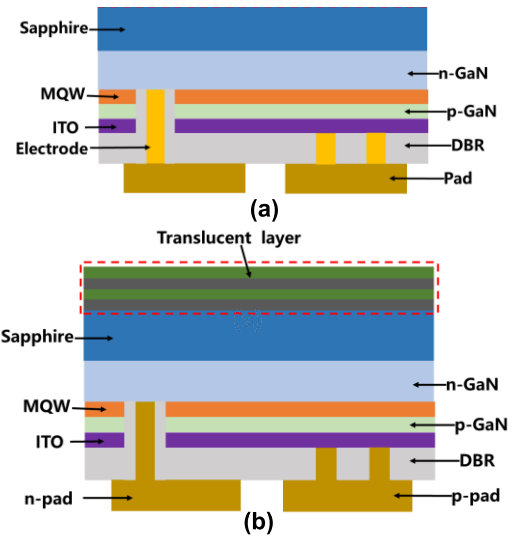 Sapphire
n-GaN
MQW
p-GaN
ITO
Electrode
DBR
Pad
(a)
Translucent layer
Sapphire
n-GaN
MQW
p-GaN
ITO
DBR
n-pad
p-pad
(b)